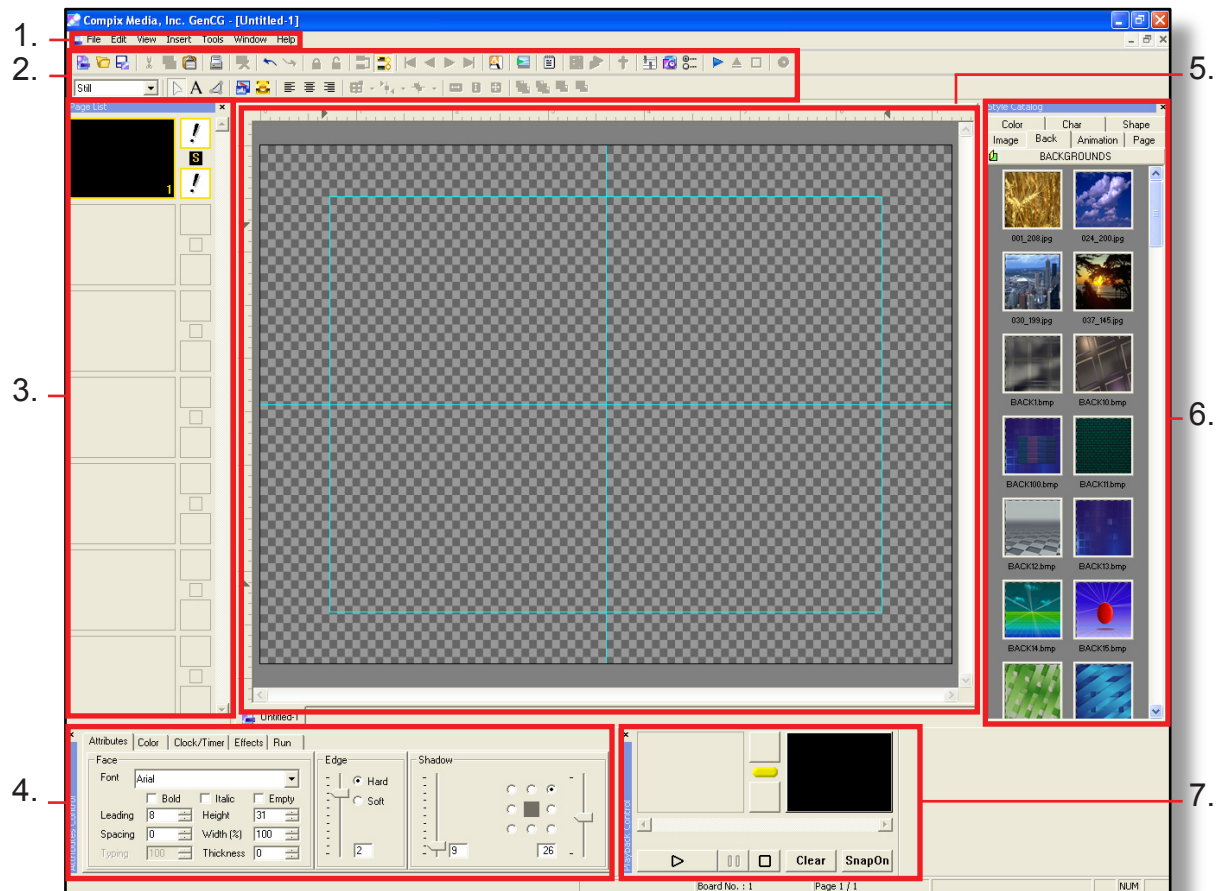 Compix Media, Inc. GenCG - [Untitled-1]
1.
File Edit View Insert Tools Window Help
2.
5.
Still
A
Page List
Style Catalog
Color Char Shape
Image Back Animation Page
BACKGROUNDS
!
S
!
1
001_208.jpg 024_200.jpg
030_199.jpg 037_145.jpg
3.
BACK1.bmp BACK10.bmp
6.
BACK100.bmp BACK11.bmp
BACK12.bmp BACK13.bmp
BACK14.bmp BACK15.bmp
Untitled-1
4.
Attributes Control
Attributes Color Clock/Timer Effects Run
Face
Font Arial
Bold Italic Empty
Leading 8 Height 31
Spacing 0 Width (%) 100
Typing 100 Thickness 0
Edge
Hard
Soft
2
Shadow
9 26
Playback Control
7.
Clear SnapOn
Board No. : 1 Page 1 / 1 NUM